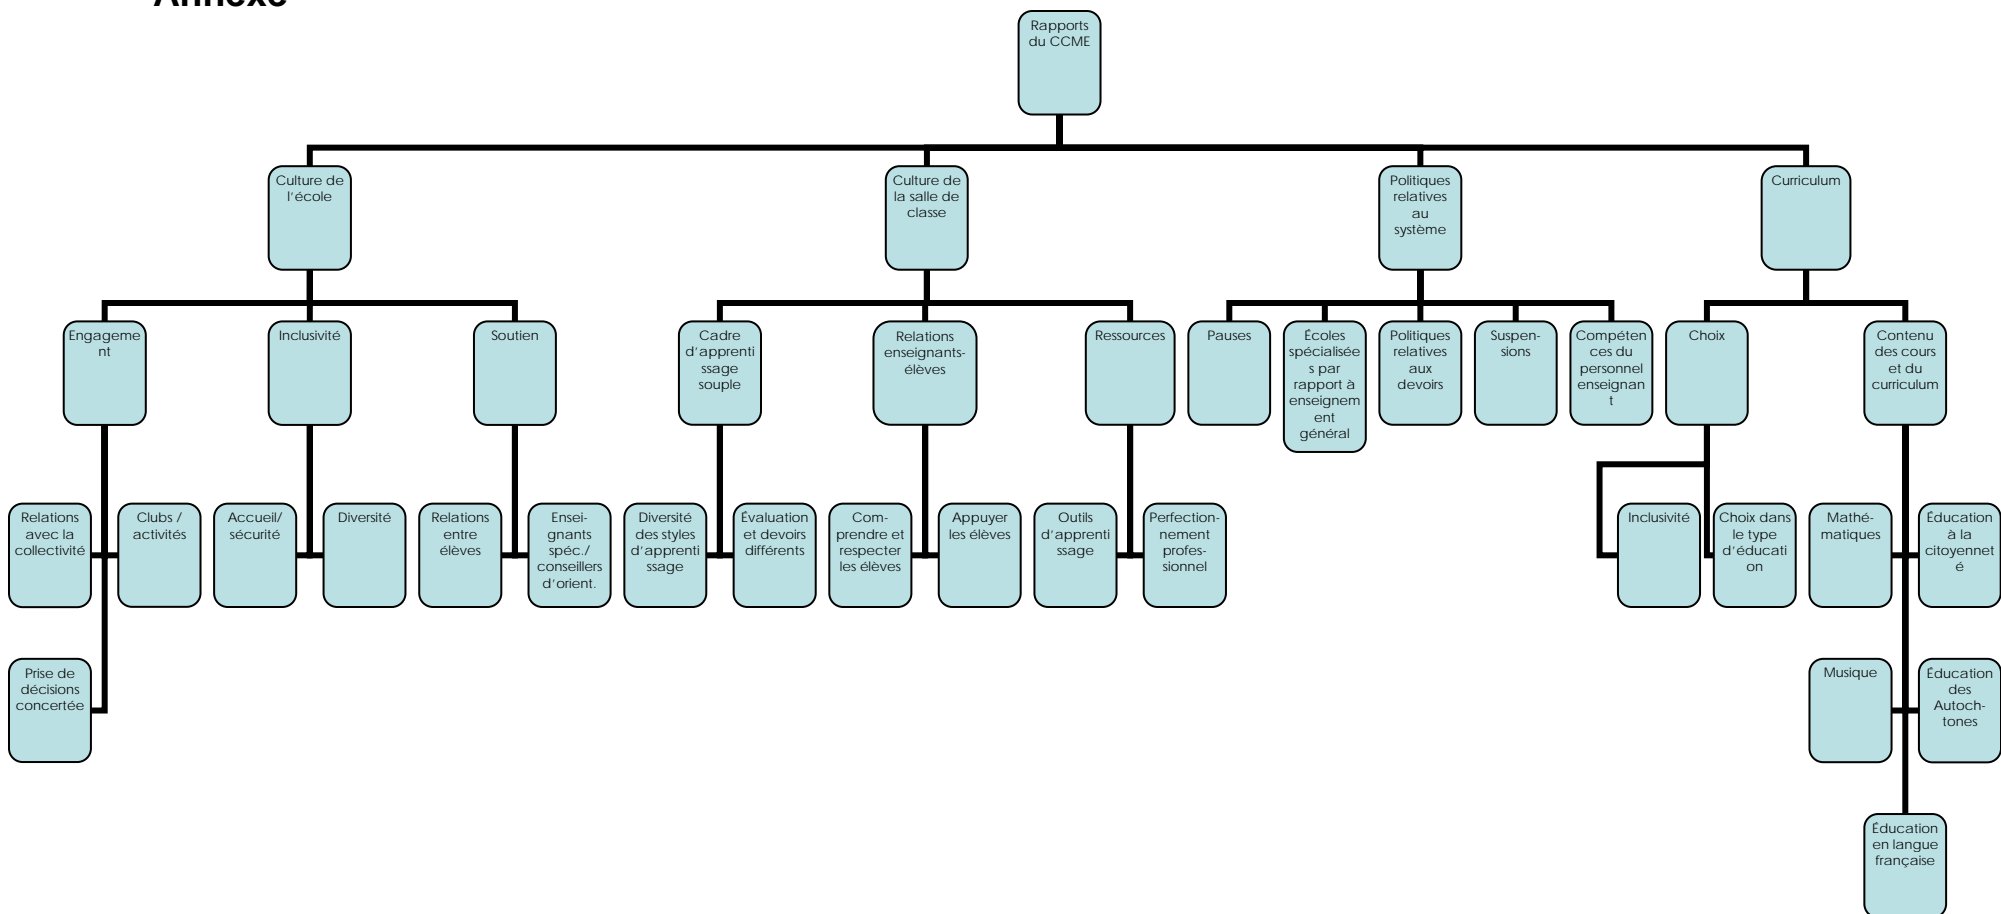 Annexe
Rapports
du CCME
Culture de
l'école
Culture de
la salle de
classe
Politiques
relatives
au
système
Curriculum
Engageme
nt
Inclusivité
Soutien
Cadre
d'apprenti
ssage
souple
Relations
enseignants-
élèves
Ressources
Pauses
Écoles
spécialisée
s par
rapport à
enseignem
ent
général
Politiques
relatives
aux
devoirs
Suspen-
sions
Compéten
ces du
personnel
enseignan
t
Choix
Contenu
des cours
et du
curriculum
Relations
avec la
collectivité
Clubs /
activités
Accueil/
sécurité
Diversité
Relations
entre
élèves
Ensei-
gnants
spéc./
conseillers
d'orient.
Diversité
des styles
d'apprenti
ssage
Évaluation
et devoirs
différents
Com-
prendre et
respecter
les élèves
Appuyer
les élèves
Outils
d'apprenti
ssage
Perfection-
nement
profes-
sionnel
Inclusivité
Choix dans
le type
d'éducati
on
Mathé-
matiques
Éducation
à la
citoyennet
é
Prise de
décisions
concertée
Musique
Éducation
des
Autoch-
tones
Éducation
en langue
française